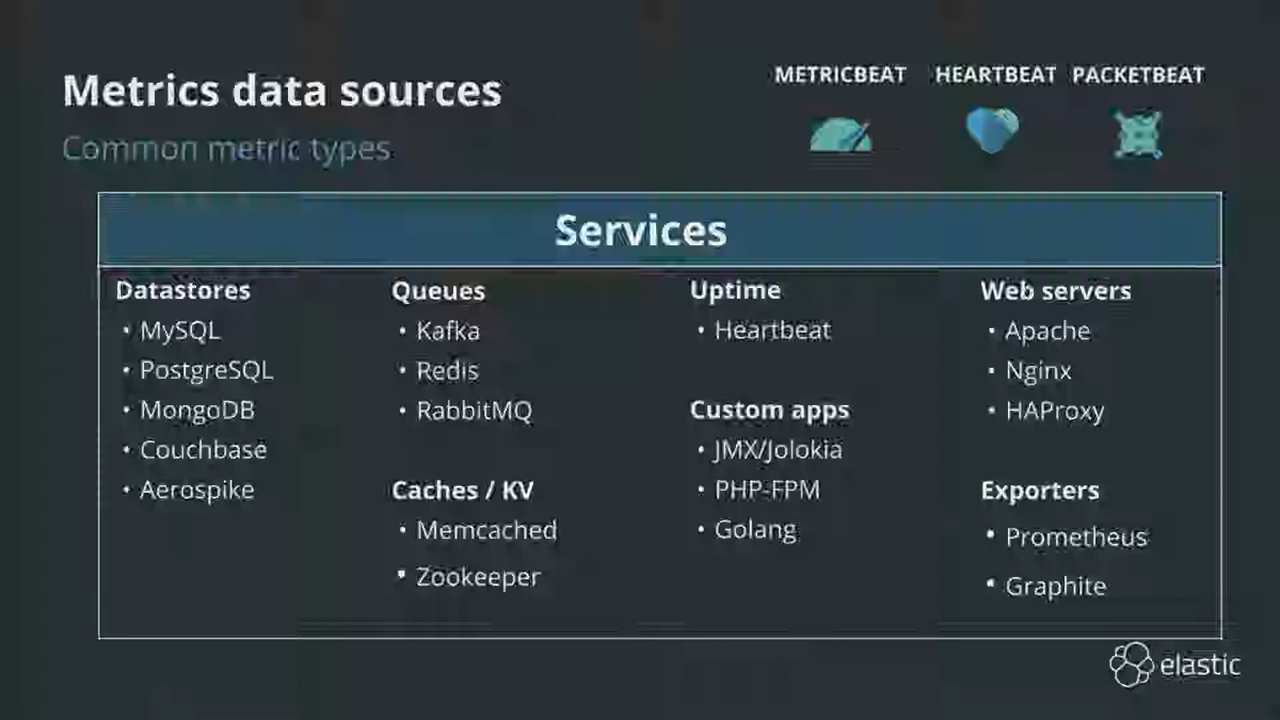 Metrics data sources
Common metric types
METRICBEAT HEARTBEAT PACKETBEAT
Services
Datastores
• MySQL
• PostgreSQL
• MongoDB
• Couchbase
• Aerospike
Queues
• Kafka
• Redis
• RabbitMQ
Caches / KV
• Memcached
• Zookeeper
Uptime
• Heartbeat
Custom apps
• JMX/Jolokia
• PHP-FPM
• Golang
Web servers
• Apache
• Nginx
• HAProxy
Exporters
• Prometheus
• Graphite
elastic